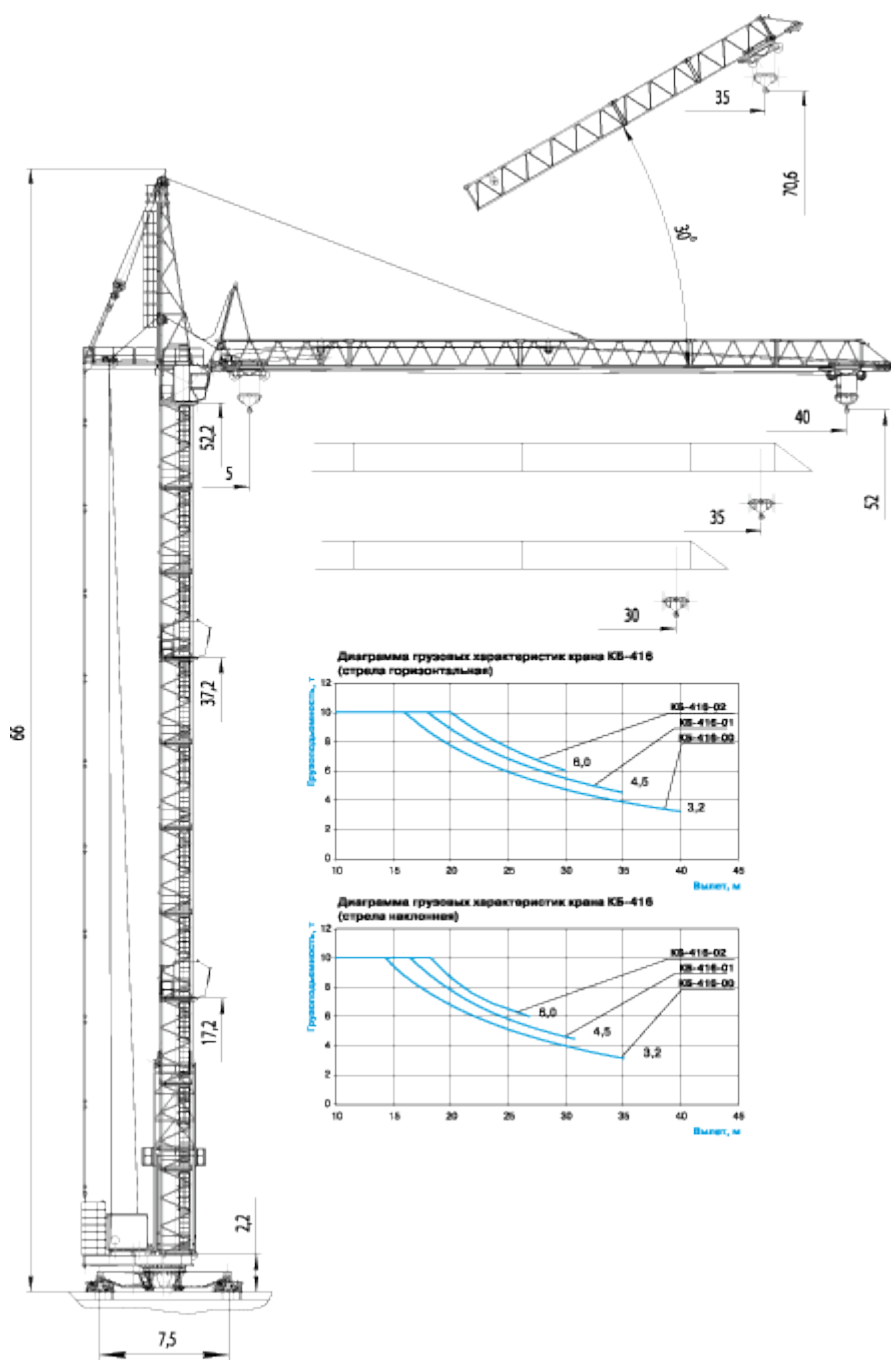 35
70,6
30°
66
52,2
5
40
52
35
30
37,2
Диаграмма грузовых характеристик крана КБ-416
(стрела горизонтальная)
Грузоподъемность, т
12
10
8
6
4
2
0
КБ-416-02
КБ-416-01
КБ-416-00
6,0
4,5
3,2
10 15 20 25 30 35 40 45
Вылет, м
Диаграмма грузовых характеристик крана КБ-416
(стрела наклонная)
Грузоподъемность, т
12
10
8
6
4
2
0
КБ-416-02
КБ-416-01
КБ-416-00
6,0
4,5
3,2
10 15 20 25 30 35 40 45
Вылет, м
17,2
2,2
7,5